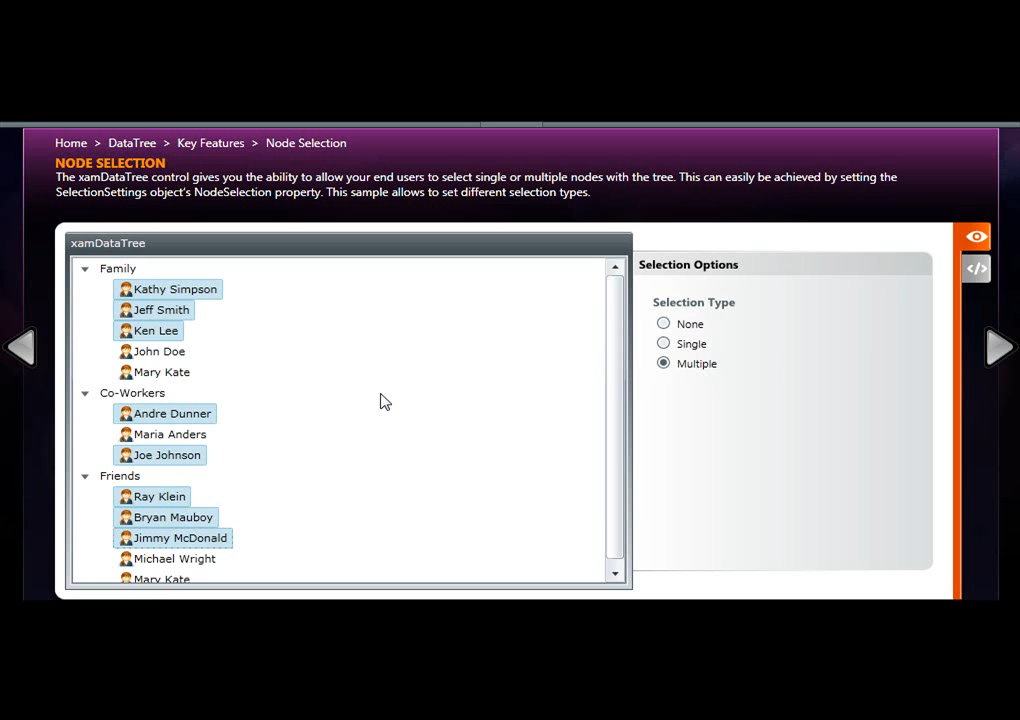 Home > DataTree > Key Features > Node Selection
NODE SELECTION
The xamDataTree control gives you the ability to allow your end users to select single or multiple nodes with the tree. This can easily be achieved by setting the
SelectionSettings object's NodeSelection property. This sample allows to set different selection types.
xamDataTree
Family
Kathy Simpson
Jeff Smith
Ken Lee
John Doe
Mary Kate
Co-Workers
Andre Dunner
Maria Anders
Joe Johnson
Friends
Ray Klein
Bryan Mauboy
Jimmy McDonald
Michael Wright
Mary Kate
Selection Options
Selection Type
None
Single
Multiple
</>